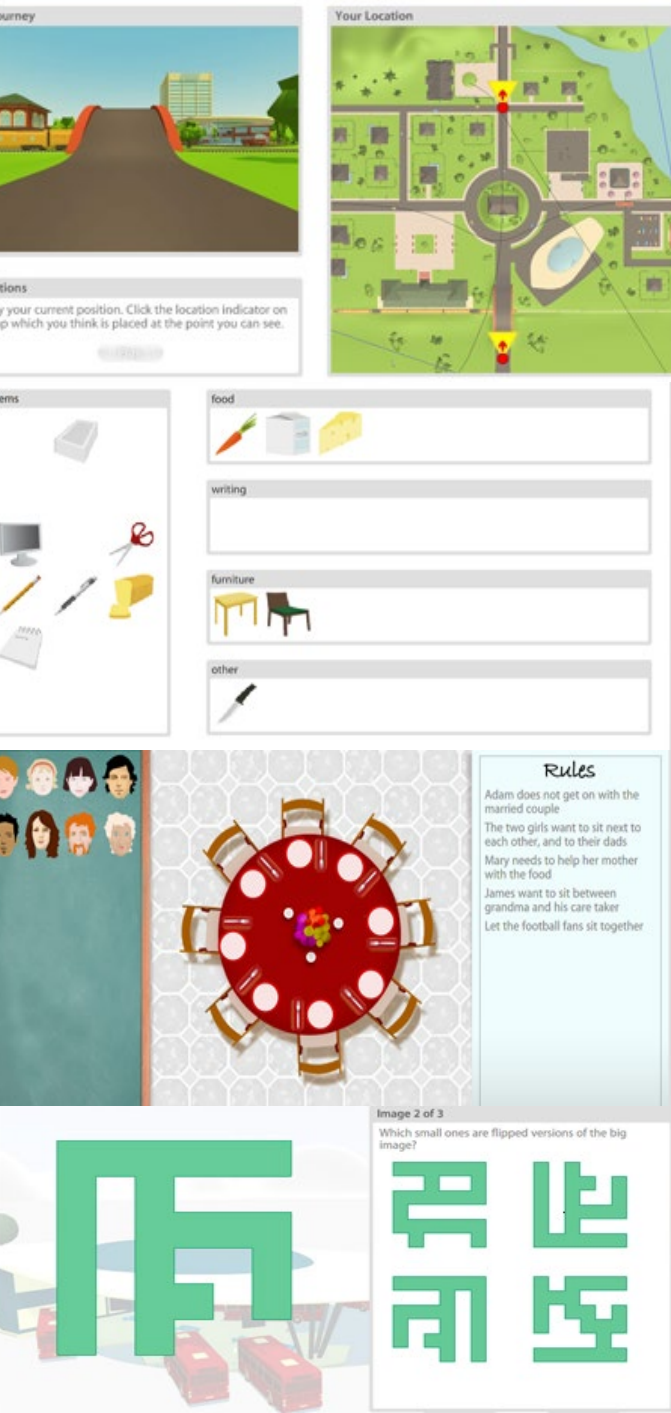 ourney
Your Location
tions
y your current position. Click the location indicator on
p which you think is placed at the point you can see.
ems
food
writing
furniture
other
Rules
Adam does not get on with the
married couple
The two girls want to sit next to
each other, and to their dads
Mary needs to help her mother
with the food
James want to sit between
grandma and his care taker
Let the football fans sit together
Image 2 of 3
Which small ones are flipped versions of the big
image?